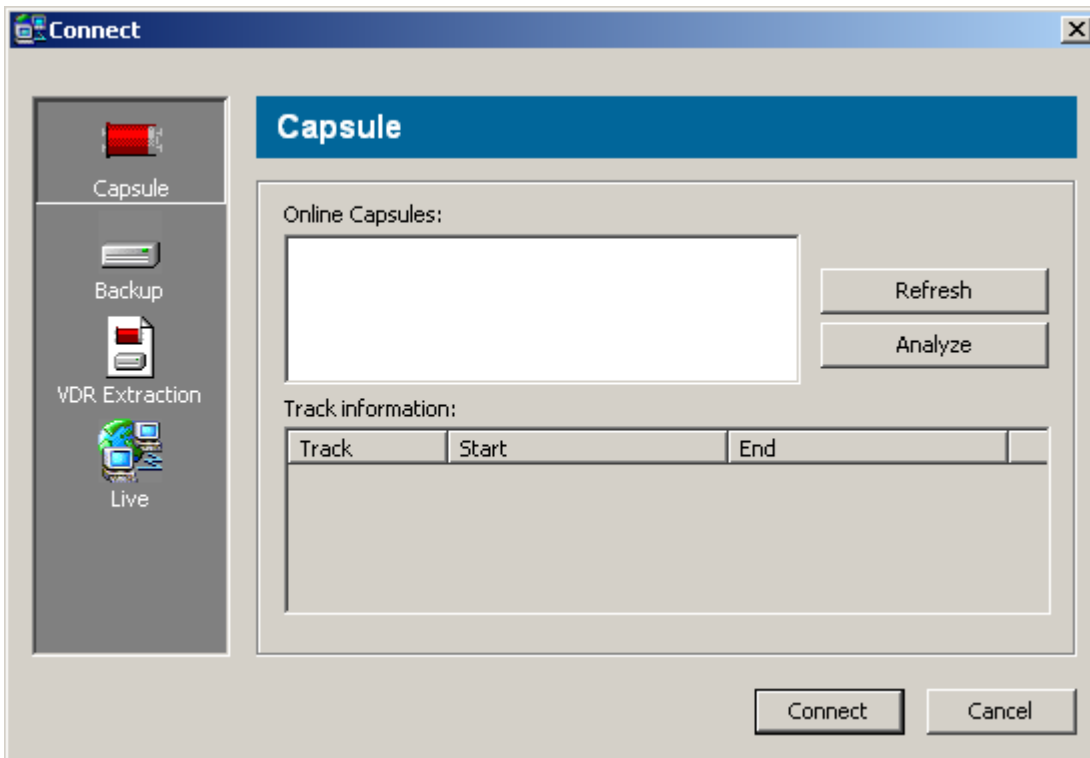 Connect
Capsule
Backup
VDR Extraction
Live
Capsule
Online Capsules:
Refresh
Analyze
Track information:
Track Start End
Connect Cancel